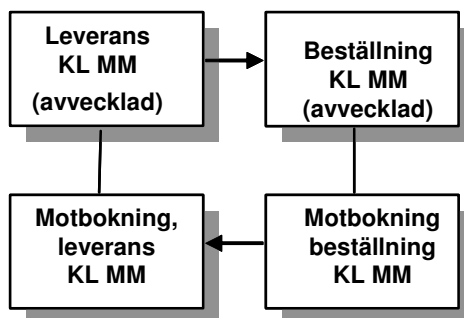 Leverans
KL MM
(avvecklad)
Beställning
KL MM
(avvecklad)
Motbokning,
leverans
KL MM
Motbokning
beställning
KL MM